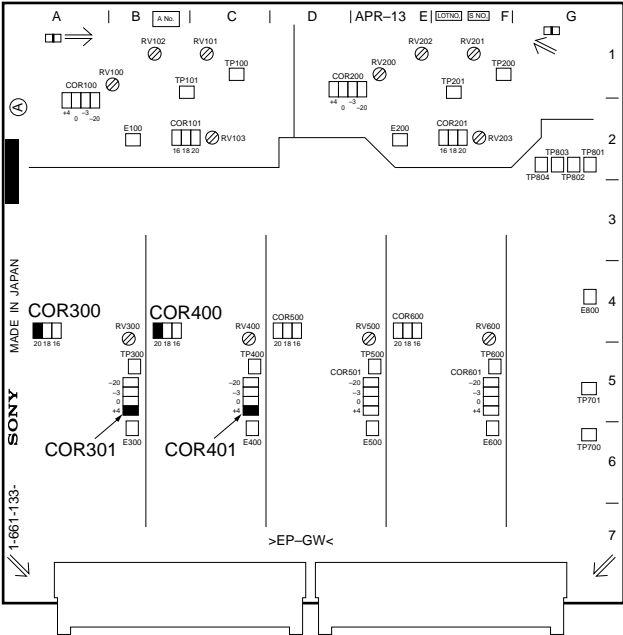 A B A No. C D APR–13 E LOTNO. S NO. F G
RV102 RV101 RV202 RV201
1
RV100 TP100 RV200 TP200
COR100 TP101 COR200 TP201
+4 –3 +4 –3
0 –20 0 –20
A
E100 COR101 RV103 E200 COR201 RV203
2
16 18 20 16 18 20
TP803 TP801
TP804 TP802
3
MADE IN JAPAN
4
COR300 COR400 COR500 COR600
E800
20 18 16 20 18 16 20 18 16 20 18 16
RV300 RV400 RV500 RV600
TP300 TP400 TP500 TP600
COR501 COR601
5
–20 –20 –20 –20
–3 –3 –3 –3
0 0 0 0
+4 +4 +4 +4
TP701
SONY
COR301 E300 COR401 E400 E500 E600
TP700
6
1-661-133-
>EP–GW<
7